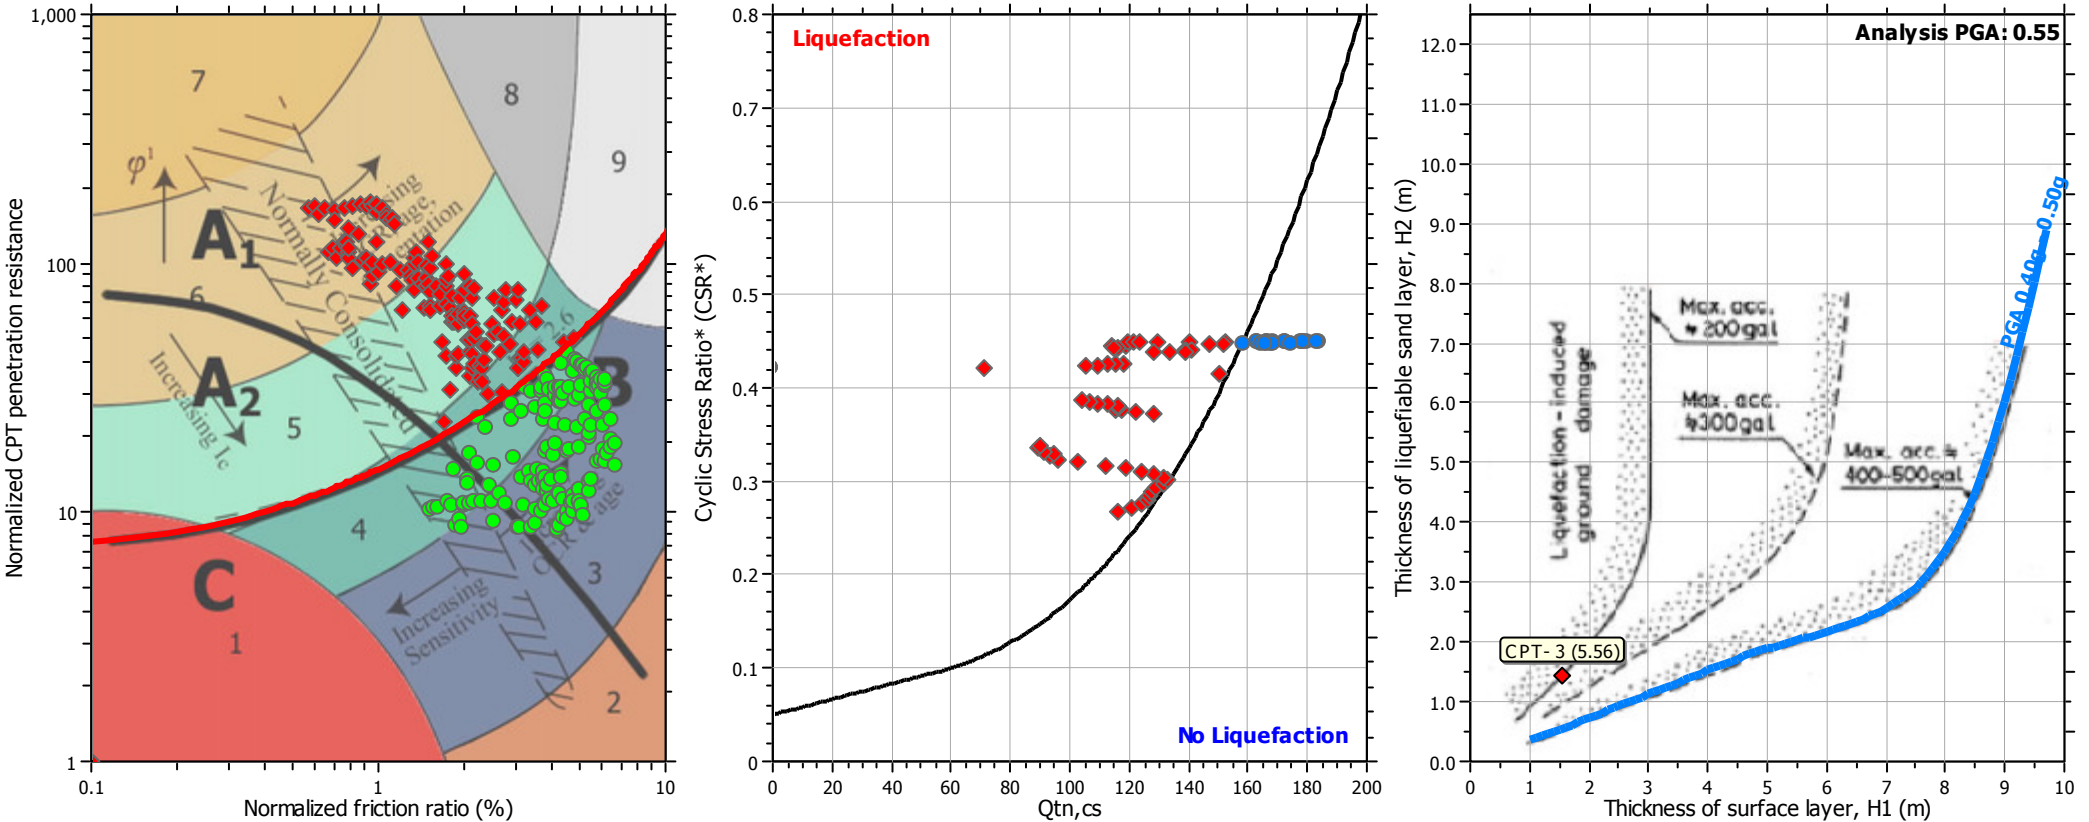 1,000
100
10
1
0.1
1
10
Normalized CPT penetration resistance
Normalized friction ratio (%)
7
8
9
φ'
A1
6
A2
5
B
4
C
3
1
2
Normally Consolidated
Increasing Ic
Increasing
Sensitivity
OCR & age
Liquefaction
No Liquefaction
0.8
0.7
0.6
0.5
0.4
0.3
0.2
0.1
0
0
20
40
60
80
100
120
140
160
180
200
Cyclic Stress Ratio* (CSR*)
Qtn,cs
Analysis PGA: 0.55
12.0
11.0
10.0
9.0
8.0
7.0
6.0
5.0
4.0
3.0
2.0
1.0
0.0
0
1
2
3
4
5
6
7
8
9
10
Thickness of liquefiable sand layer, H2 (m)
Thickness of surface layer, H1 (m)
PGA 0.40g - 0.50g
Liquefaction-induced
ground damage
Max. acc.
≒ 200gal
Max. acc.
≒300gal
Max. acc. ≒
400-500gal
CPT- 3 (5.56)